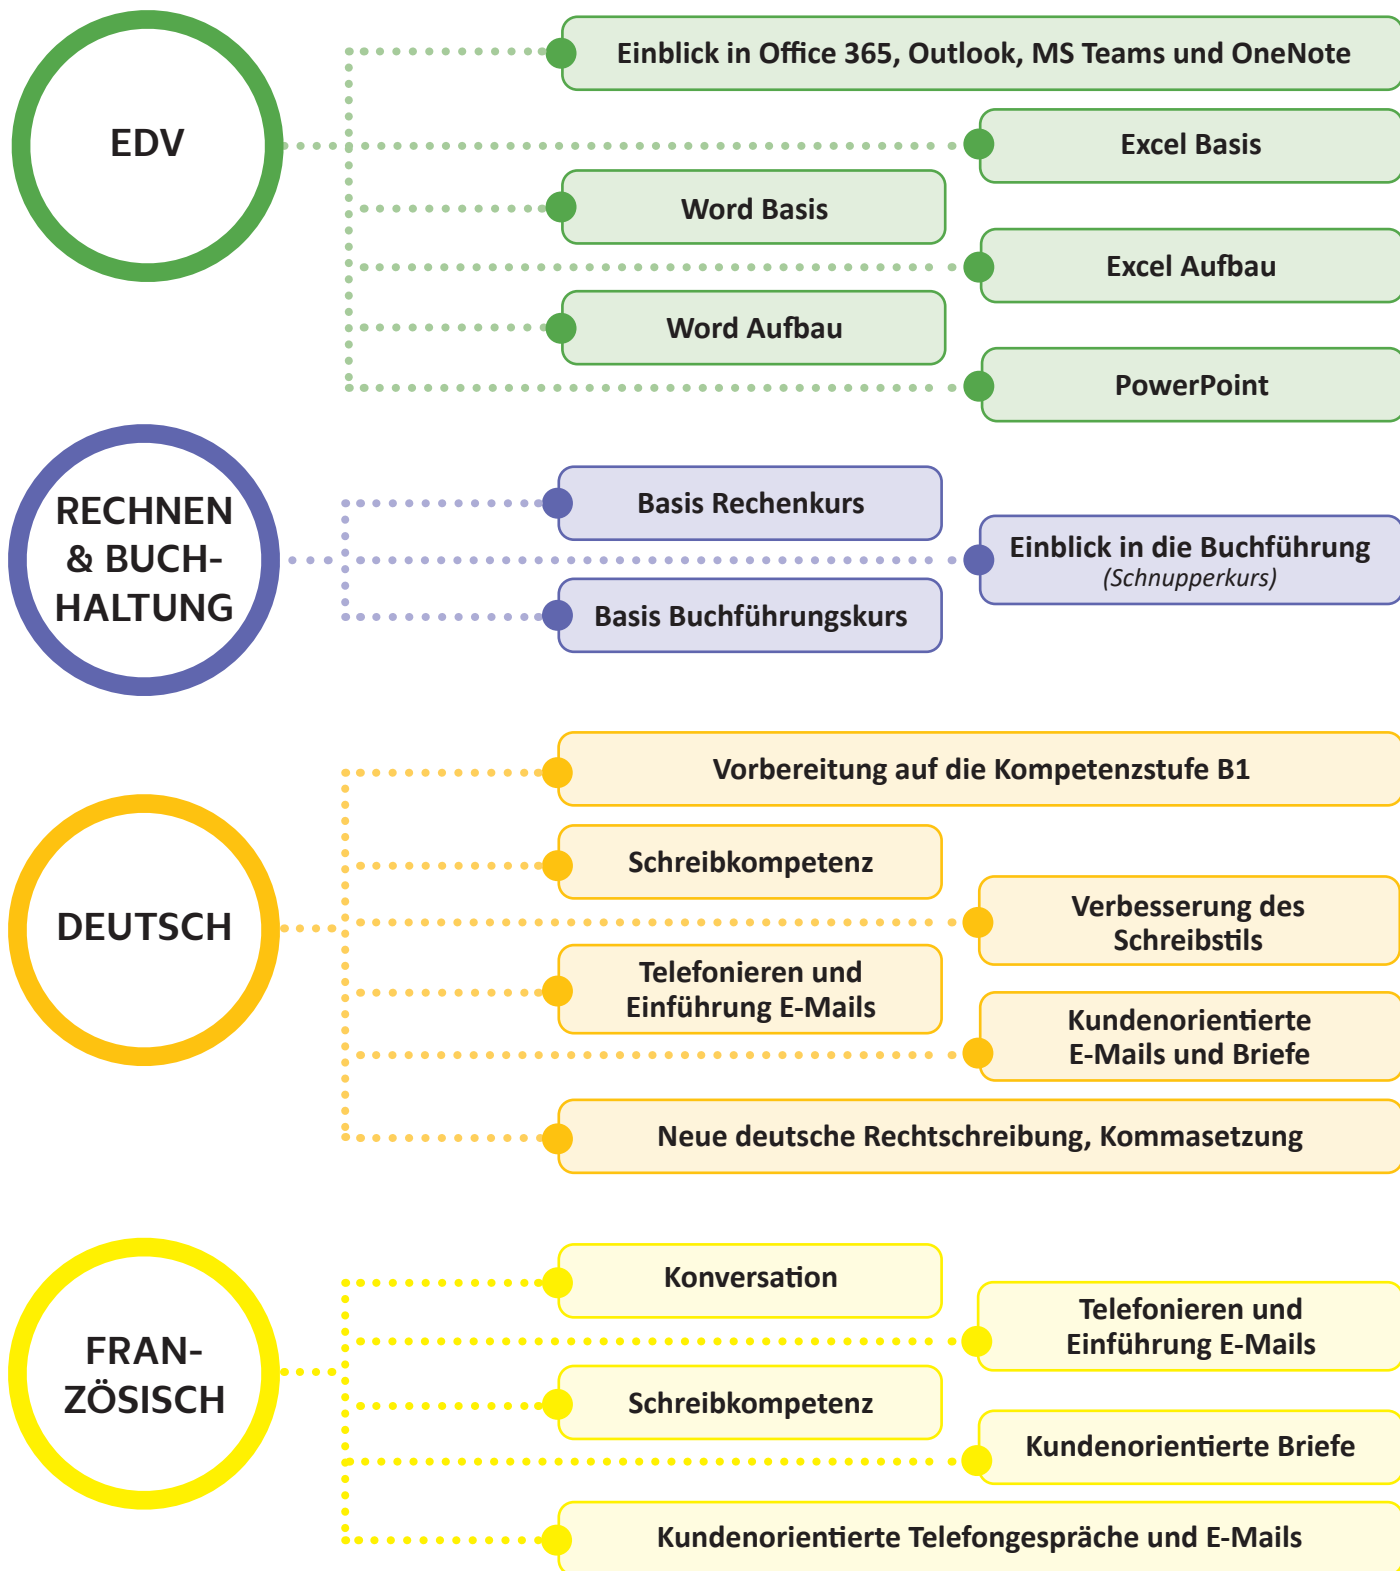 EDV
Einblick in Office 365, Outlook, MS Teams und OneNote
Excel Basis
Word Basis
Excel Aufbau
Word Aufbau
PowerPoint
RECHNEN
& BUCH-
HALTUNG
Basis Rechenkurs
Einblick in die Buchführung
(Schnupperkurs)
Basis Buchführungskurs
DEUTSCH
Vorbereitung auf die Kompetenzstufe B1
Schreibkompetenz
Verbesserung des
Schreibstils
Telefonieren und
Einführung E-Mails
Kundenorientierte
E-Mails und Briefe
Neue deutsche Rechtschreibung, Kommasetzung
FRAN-
ZÖSISCH
Konversation
Telefonieren und
Einführung E-Mails
Schreibkompetenz
Kundenorientierte Briefe
Kundenorientierte Telefongespräche und E-Mails